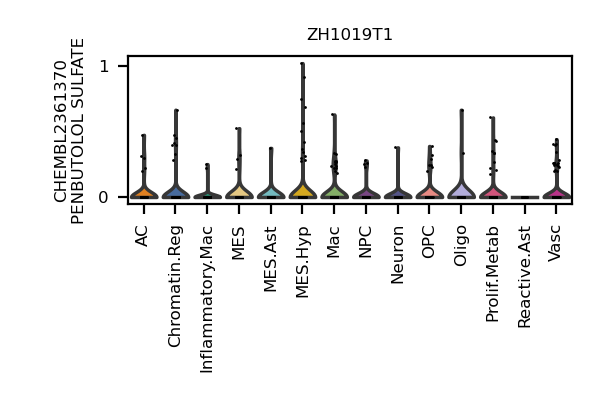 ZH1019T1
CHEMBL2361370
PENBUTOLOL SULFATE
1
0
AC
Chromatin.Reg
Inflammatory.Mac
MES
MES.Ast
MES.Hyp
Mac
NPC
Neuron
OPC
Oligo
Prolif.Metab
Reactive.Ast
Vasc